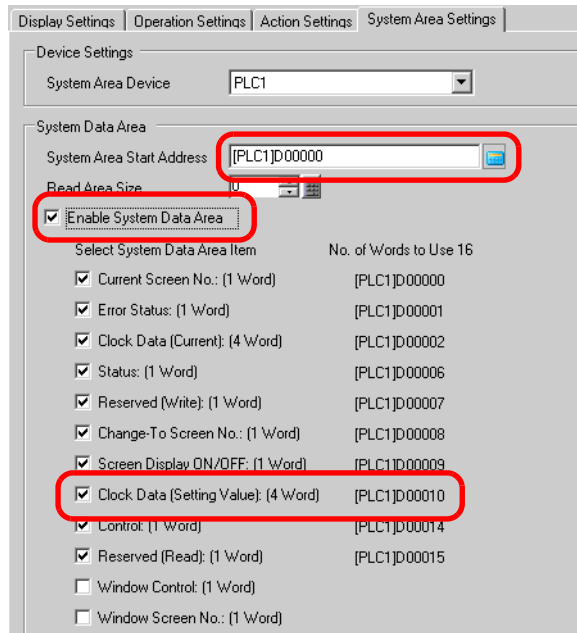 Display Settings Operation Settings Action Settings System Area Settings
Device Settings
System Area Device PLC1
System Data Area
System Area Start Address [PLC1]D00000
Read Area Size 0
Enable System Data Area
Select System Data Area Item No. of Words to Use 16
Current Screen No.: (1 Word) [PLC1]D00000
Error Status: (1 Word) [PLC1]D00001
Clock Data (Current): (4 Word) [PLC1]D00002
Status: (1 Word) [PLC1]D00006
Reserved (Write): (1 Word) [PLC1]D00007
Change-To Screen No.: (1 Word) [PLC1]D00008
Screen Display ON/OFF: (1 Word) [PLC1]D00009
Clock Data (Setting Value): (4 Word) [PLC1]D00010
Control: (1 Word) [PLC1]D00014
Reserved (Read): (1 Word) [PLC1]D00015
Window Control: (1 Word)
Window Screen No.: (1 Word)